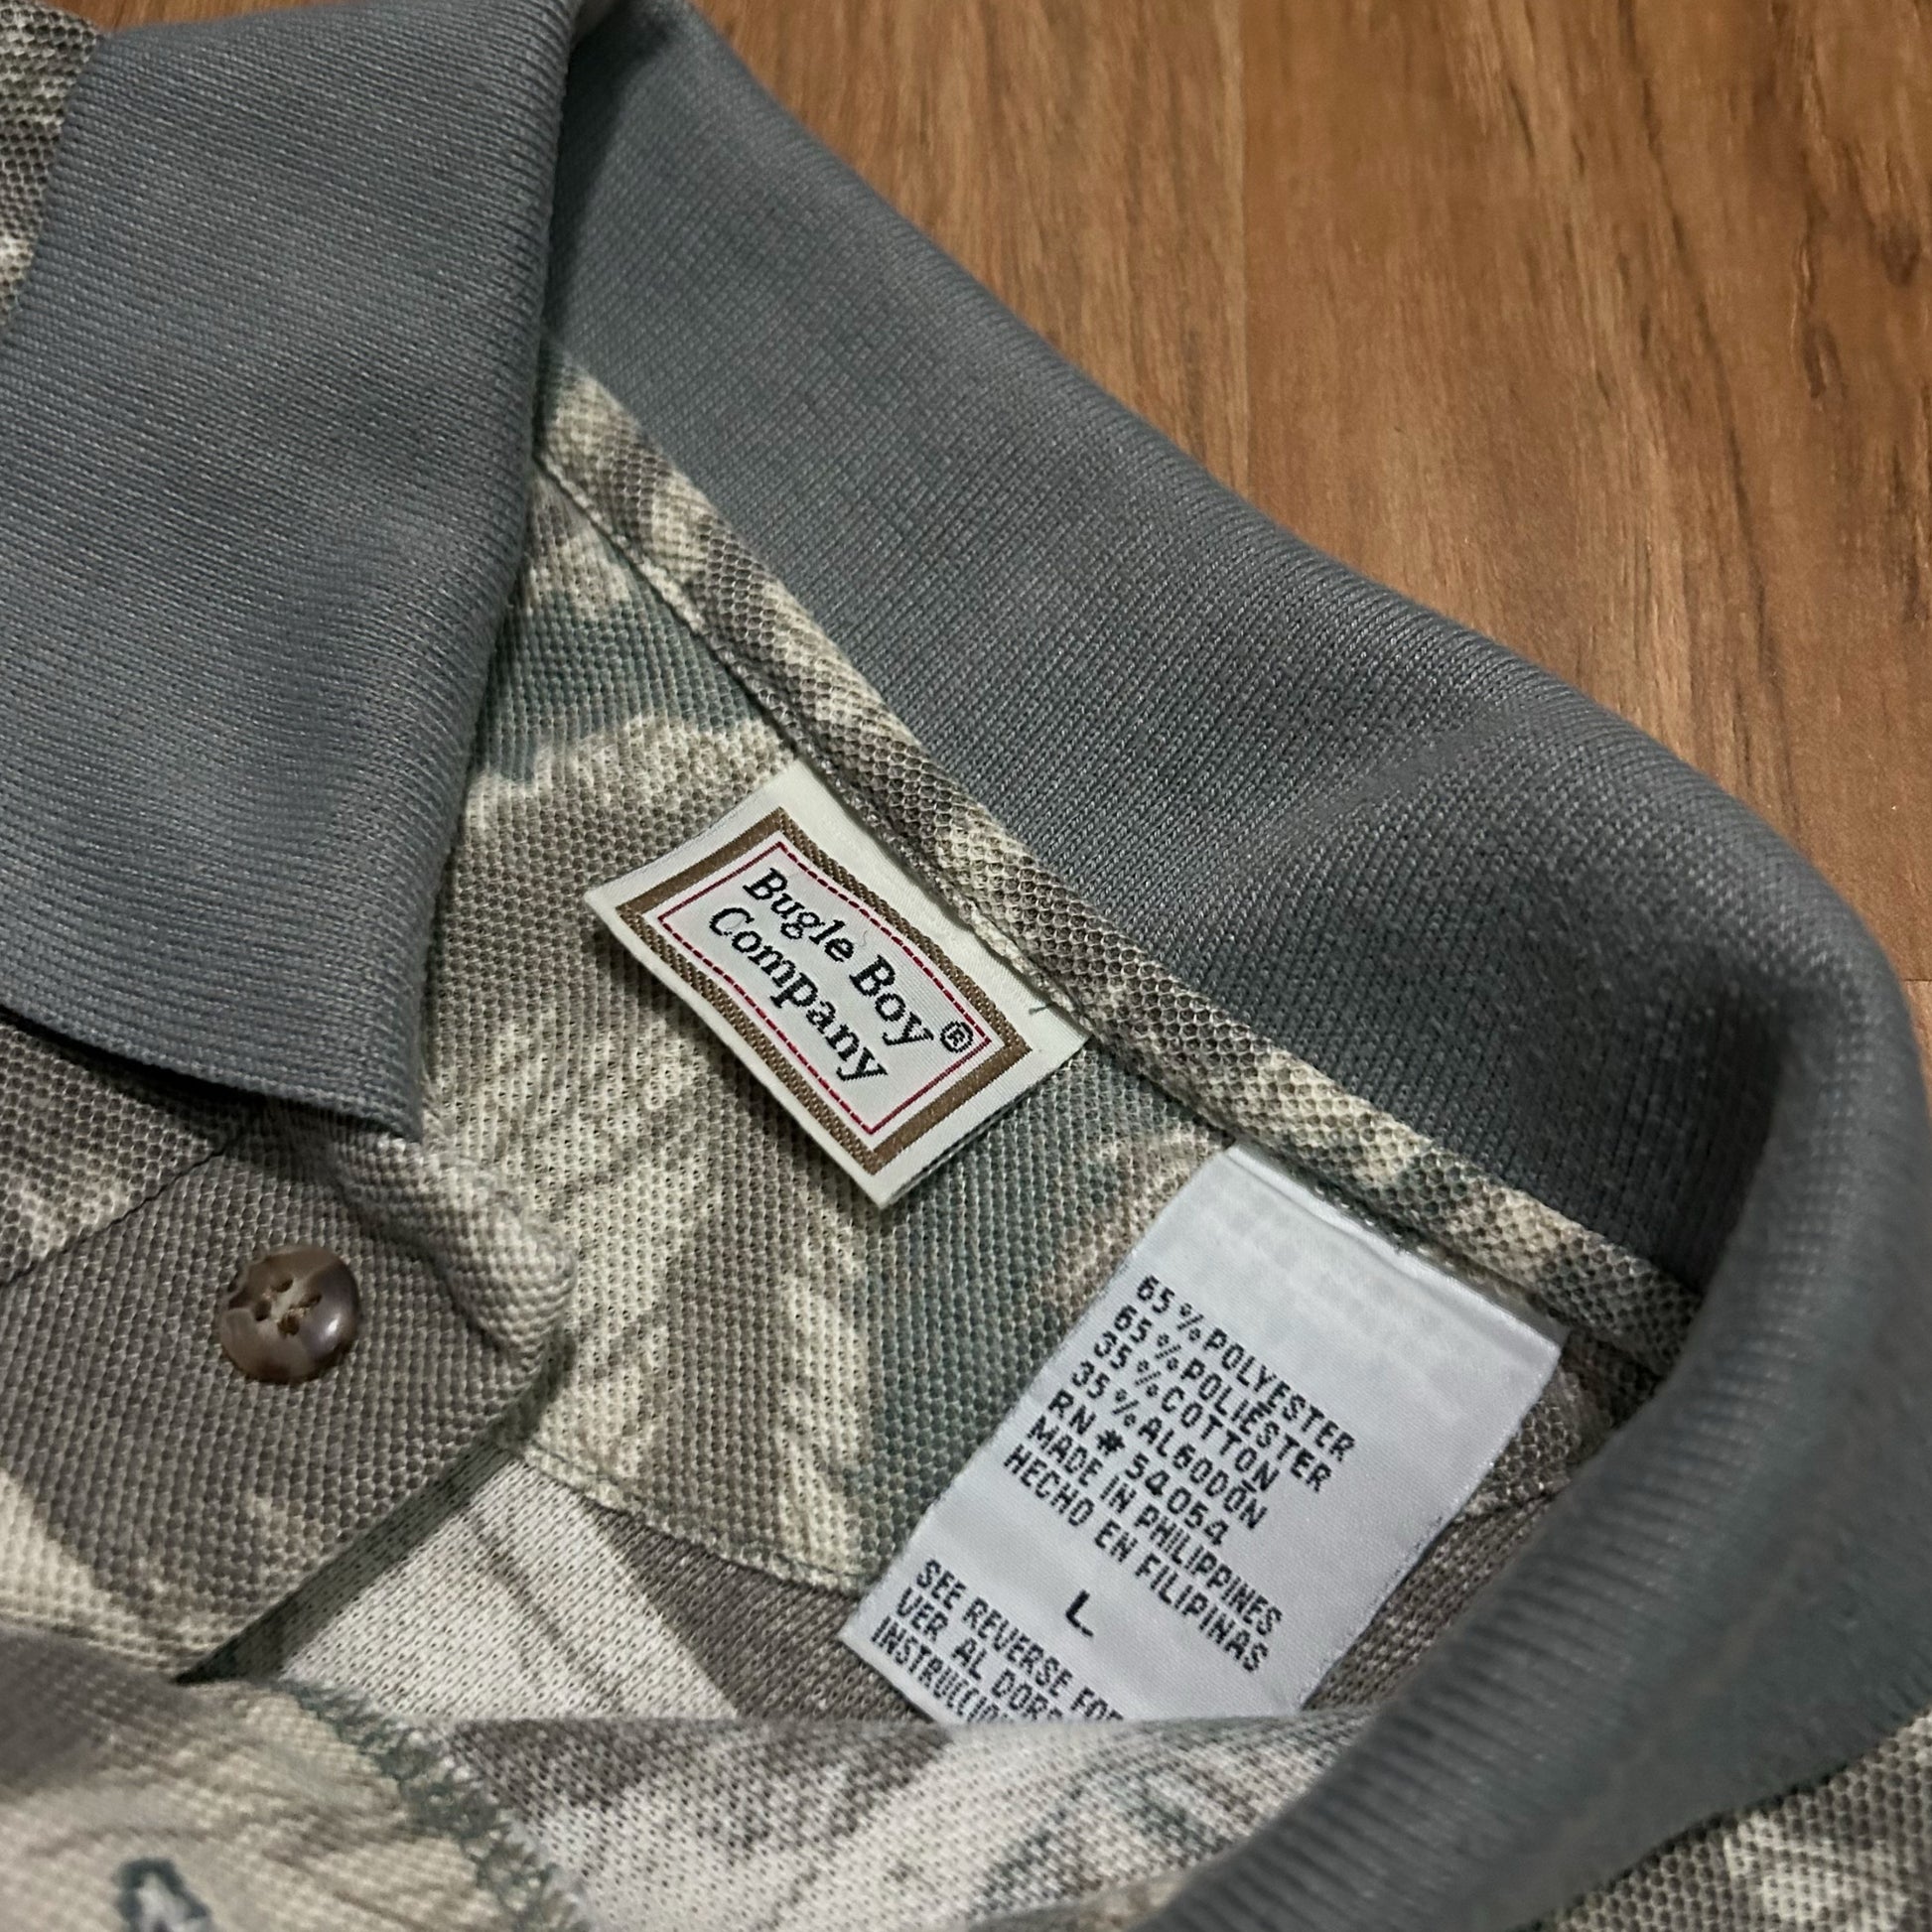 Bugle Boy®
Company
65% POLYESTER
65% POLIÉSTER
35% COTTON
35% ALGODÓN
RN # 54054
MADE IN PHILIPPINES
HECHO EN FILIPINAS
L
SEE REVERSE FOR
VER AL DORSO